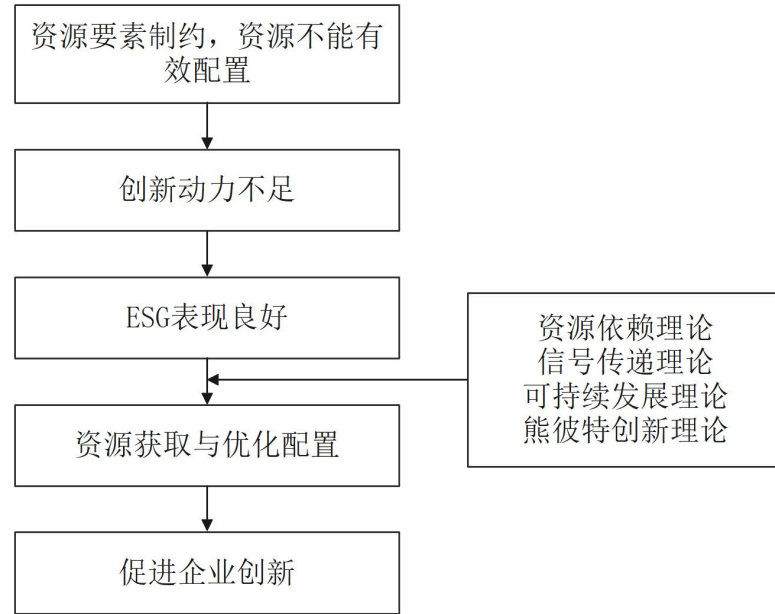 资源要素制约，资源不能有
效配置
创新动力不足
ESG表现良好
资源依赖理论
信号传递理论
可持续发展理论
熊彼特创新理论
资源获取与优化配置
促进企业创新